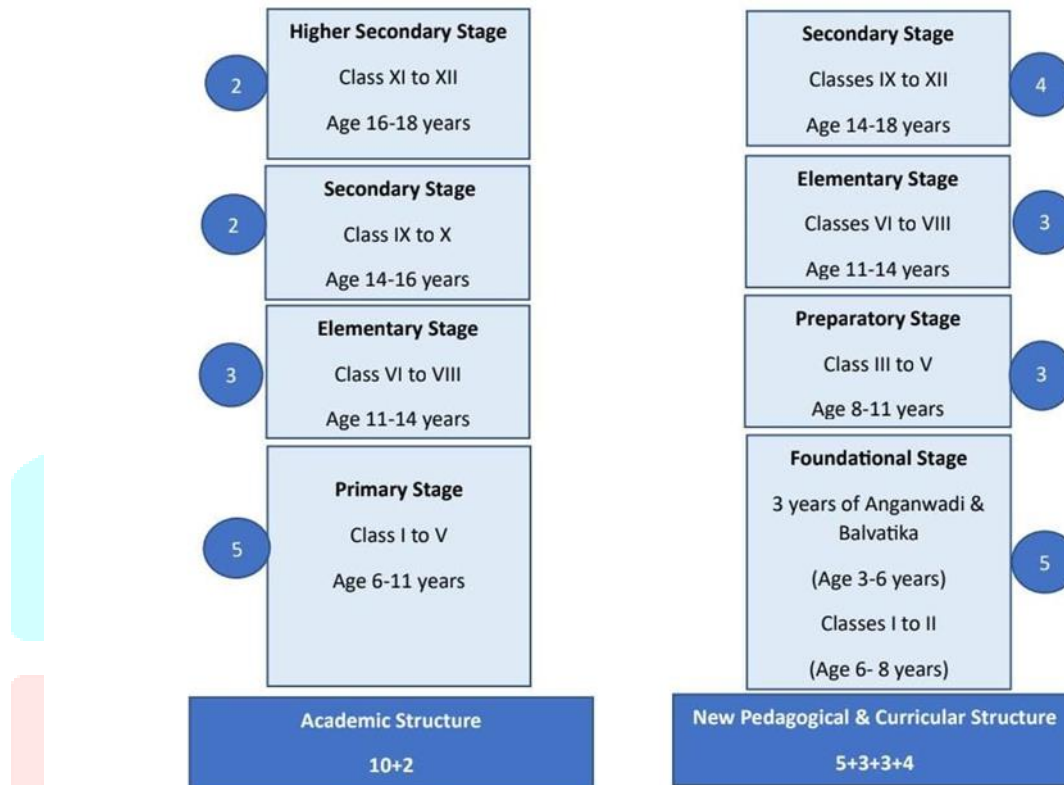 Higher Secondary Stage
Class XI to XII
Age 16-18 years
2
Secondary Stage
Class IX to X
Age 14-16 years
2
Elementary Stage
Class VI to VIII
Age 11-14 years
3
Primary Stage
Class I to V
Age 6-11 years
5
Academic Structure
10+2
Secondary Stage
Classes IX to XII
Age 14-18 years
4
Elementary Stage
Classes VI to VIII
Age 11-14 years
3
Preparatory Stage
Class III to V
Age 8-11 years
3
Foundational Stage
3 years of Anganwadi &
Balvatika
(Age 3-6 years)
Classes I to II
(Age 6- 8 years)
5
New Pedagogical & Curricular Structure
5+3+3+4